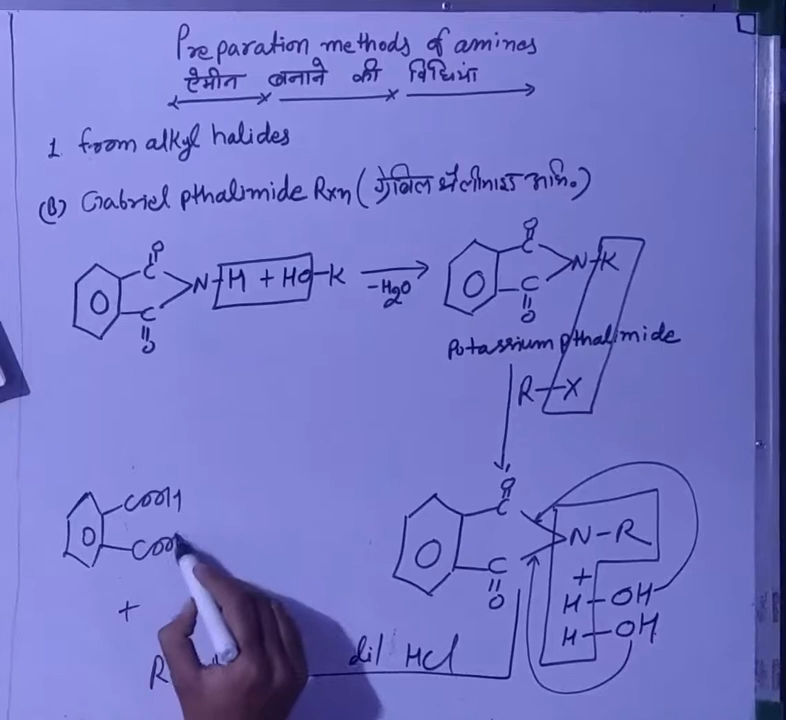 Preparation methods of amines
ऐमीन बनाने की विधियां
1. from alkyl halides
(B) Gabriel pthalimide Rxn (ग्रेबिल थैलीमाइड अभि०)
O O
C C
N-H + HO-K -H2O N-K
C C
O O
Potassium pthalimide
R-X
O
C
COOH
N-R
COO
C
O
+
+
H-OH
H-OH
R
dil HCl